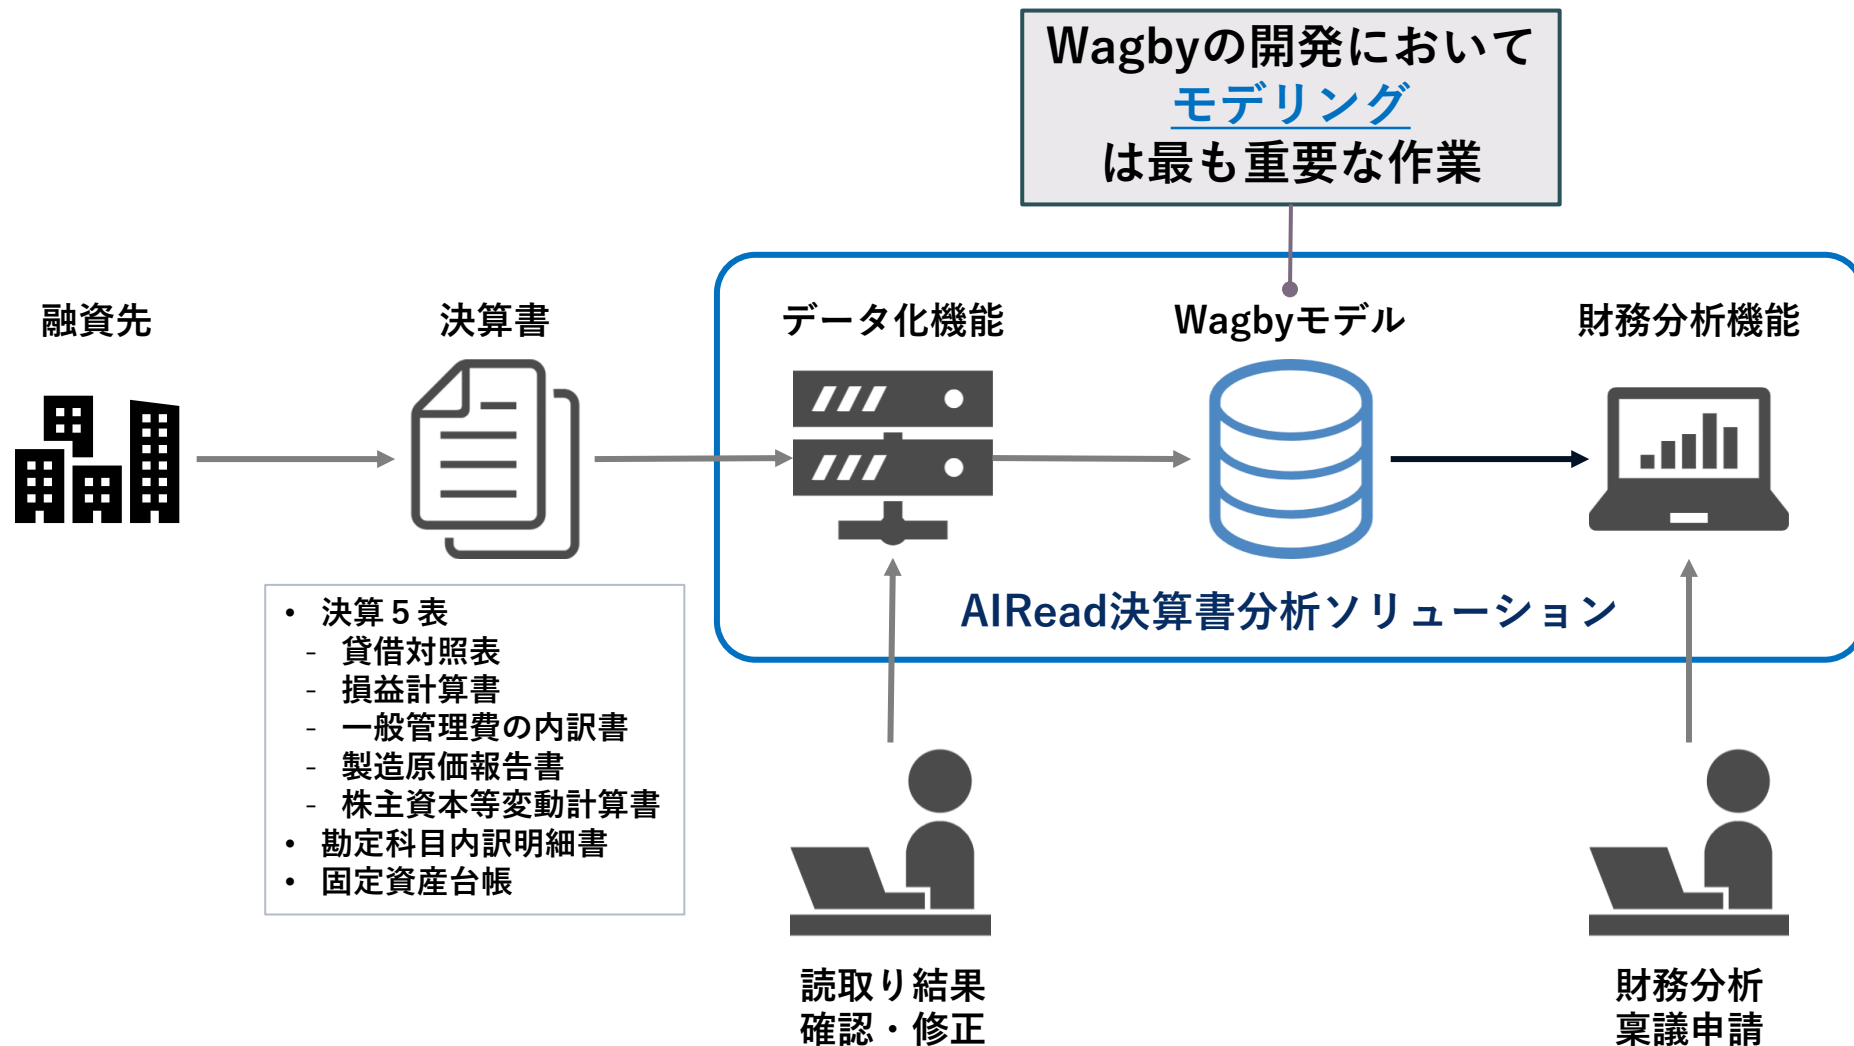 Wagbyの開発において
モデリング
は最も重要な作業
融資先
決算書
データ化機能
Wagbyモデル
財務分析機能
AIRead決算書分析ソリューション
• 決算５表
- 貸借対照表
- 損益計算書
- 一般管理費の内訳書
- 製造原価報告書
- 株主資本等変動計算書
• 勘定科目内訳明細書
• 固定資産台帳
読取り結果
確認・修正
財務分析
稟議申請